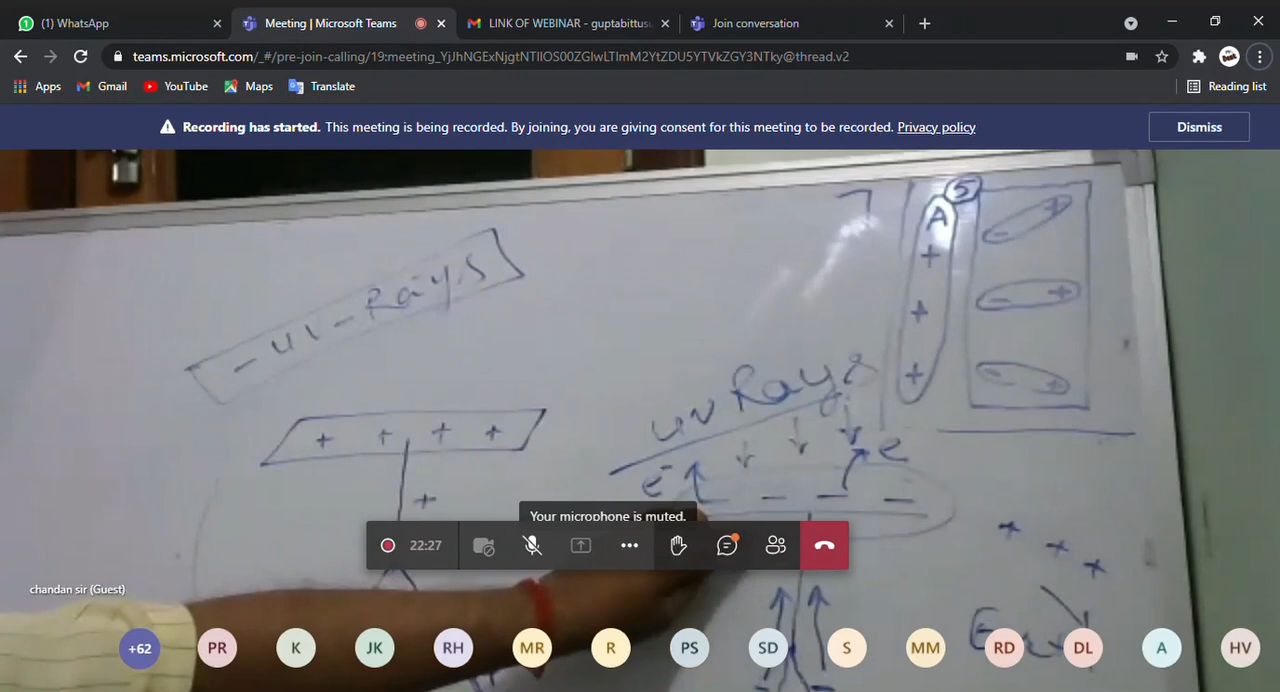 (1) WhatsApp
Meeting | Microsoft Teams
LINK OF WEBINAR - guptabittusu
Join conversation
teams.microsoft.com/_#/pre-join-calling/19:meeting_YjJhNGExNjgtNTllOS00ZGIwLTlmM2YtZDU5YTVkZGY3NTky@thread.v2
Apps
Gmail
YouTube
Maps
Translate
Reading list
Recording has started. This meeting is being recorded. By joining, you are giving consent for this meeting to be recorded. Privacy policy
Dismiss
S
A
+
+
+
- +
- +
- +
Rays
+ + + +
+
UV Rays
e⁻
e
- - - -
+ + +
Your microphone is muted.
22:27
chandan sir (Guest)
+62
PR
K
JK
RH
MR
R
PS
SD
S
MM
RD
DL
A
HV